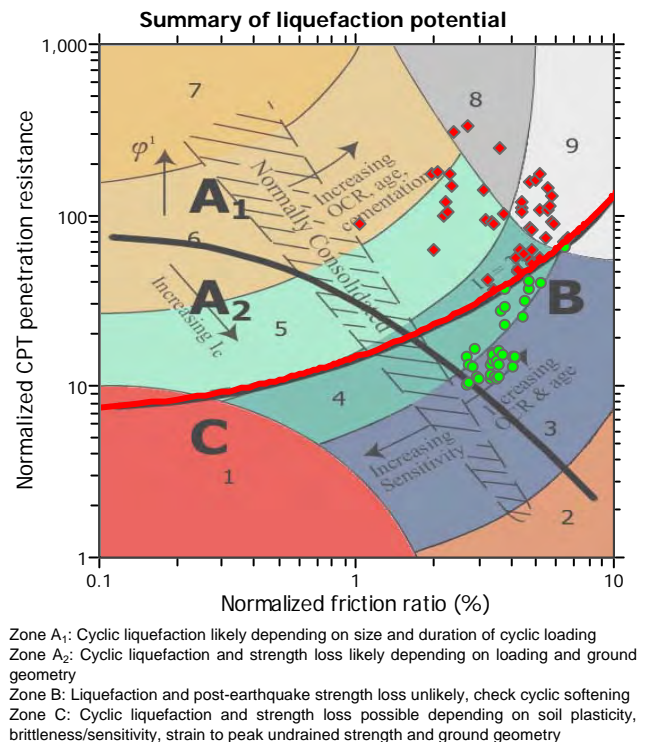 Summary of liquefaction potential
Normalized CPT penetration resistance
1,000
100
10
1
7
8
9
φ¹
A₁
Increasing
OCR, age,
cementation
Normally Consolidated
6
A₂
Increasing Ic
5
B
4
Increasing
OCR & age
3
C
Increasing
Sensitivity
1
2
0.1
1
10
Normalized friction ratio (%)
Zone A₁: Cyclic liquefaction likely depending on size and duration of cyclic loading
Zone A₂: Cyclic liquefaction and strength loss likely depending on loading and ground
geometry
Zone B: Liquefaction and post-earthquake strength loss unlikely, check cyclic softening
Zone C: Cyclic liquefaction and strength loss possible depending on soil plasticity,
brittleness/sensitivity, strain to peak undrained strength and ground geometry